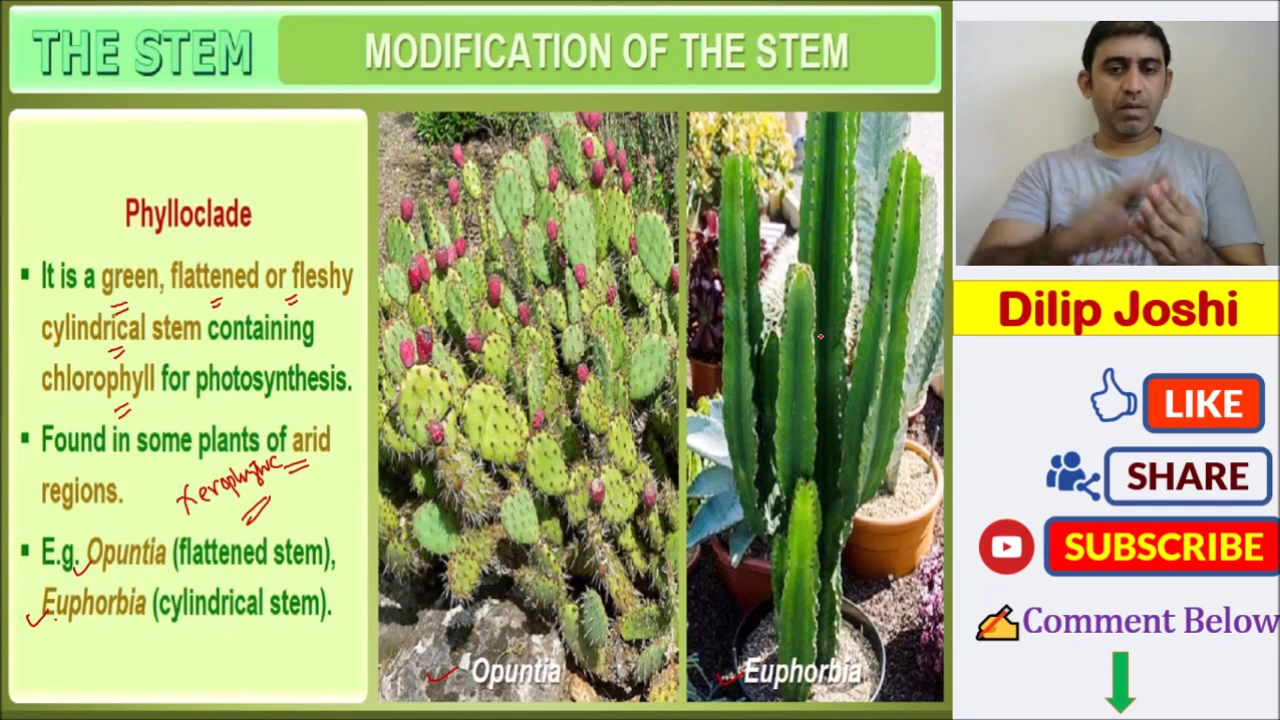 THE STEM
MODIFICATION OF THE STEM
Phylloclade
▪ It is a green, flattened or fleshy
cylindrical stem containing
chlorophyll for photosynthesis.
▪ Found in some plants of arid
regions.
▪ E.g. Opuntia (flattened stem),
Euphorbia (cylindrical stem).
Opuntia
Euphorbia
Dilip Joshi
LIKE
SHARE
SUBSCRIBE
Comment Below